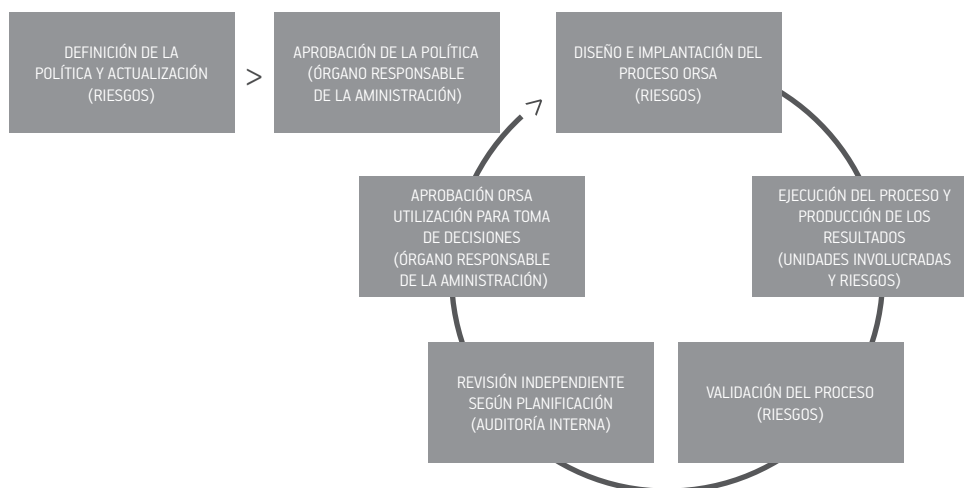 DEFINICIÓN DE LA
POLÍTICA Y ACTUALIZACIÓN
(RIESGOS)
>
APROBACIÓN DE LA POLÍTICA
(ÓRGANO RESPONSABLE
DE LA AMINISTRACIÓN)
DISEÑO E IMPLANTACIÓN DEL
PROCESO ORSA
(RIESGOS)
EJECUCIÓN DEL PROCESO Y
PRODUCCIÓN DE LOS
RESULTADOS
(UNIDADES INVOLUCRADAS
Y RIESGOS)
VALIDACIÓN DEL PROCESO
(RIESGOS)
REVISIÓN INDEPENDIENTE
SEGÚN PLANIFICACIÓN
(AUDITORÍA INTERNA)
APROBACIÓN ORSA
UTILIZACIÓN PARA TOMA
DE DECISIONES
(ÓRGANO RESPONSABLE
DE LA AMINISTRACIÓN)